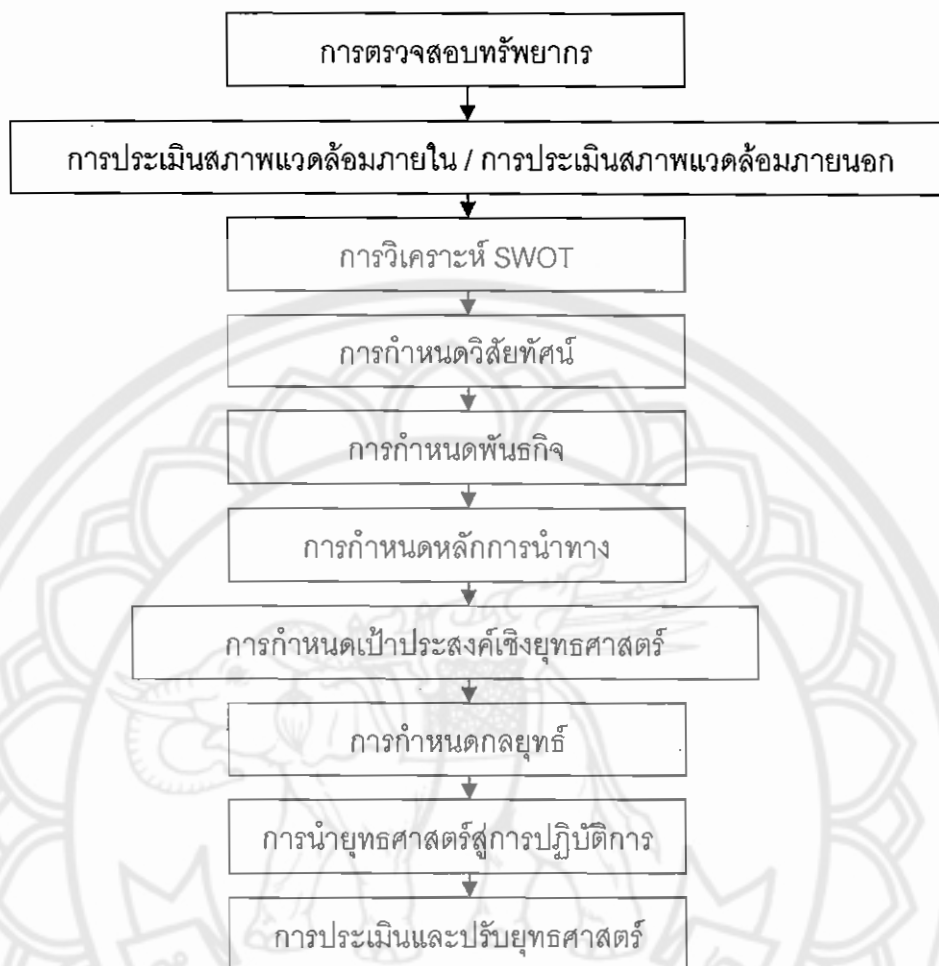 การตรวจสอบทรัพยากร
การประเมินสภาพแวดล้อมภายใน / การประเมินสภาพแวดล้อมภายนอก
การวิเคราะห์ SWOT
การกำหนดวิสัยทัศน์
การกำหนดพันธกิจ
การกำหนดหลักการนำทาง
การกำหนดเป้าประสงค์เชิงยุทธศาสตร์
การกำหนดกลยุทธ์
การนำยุทธศาสตร์สู่การปฏิบัติการ
การประเมินและปรับยุทธศาสตร์